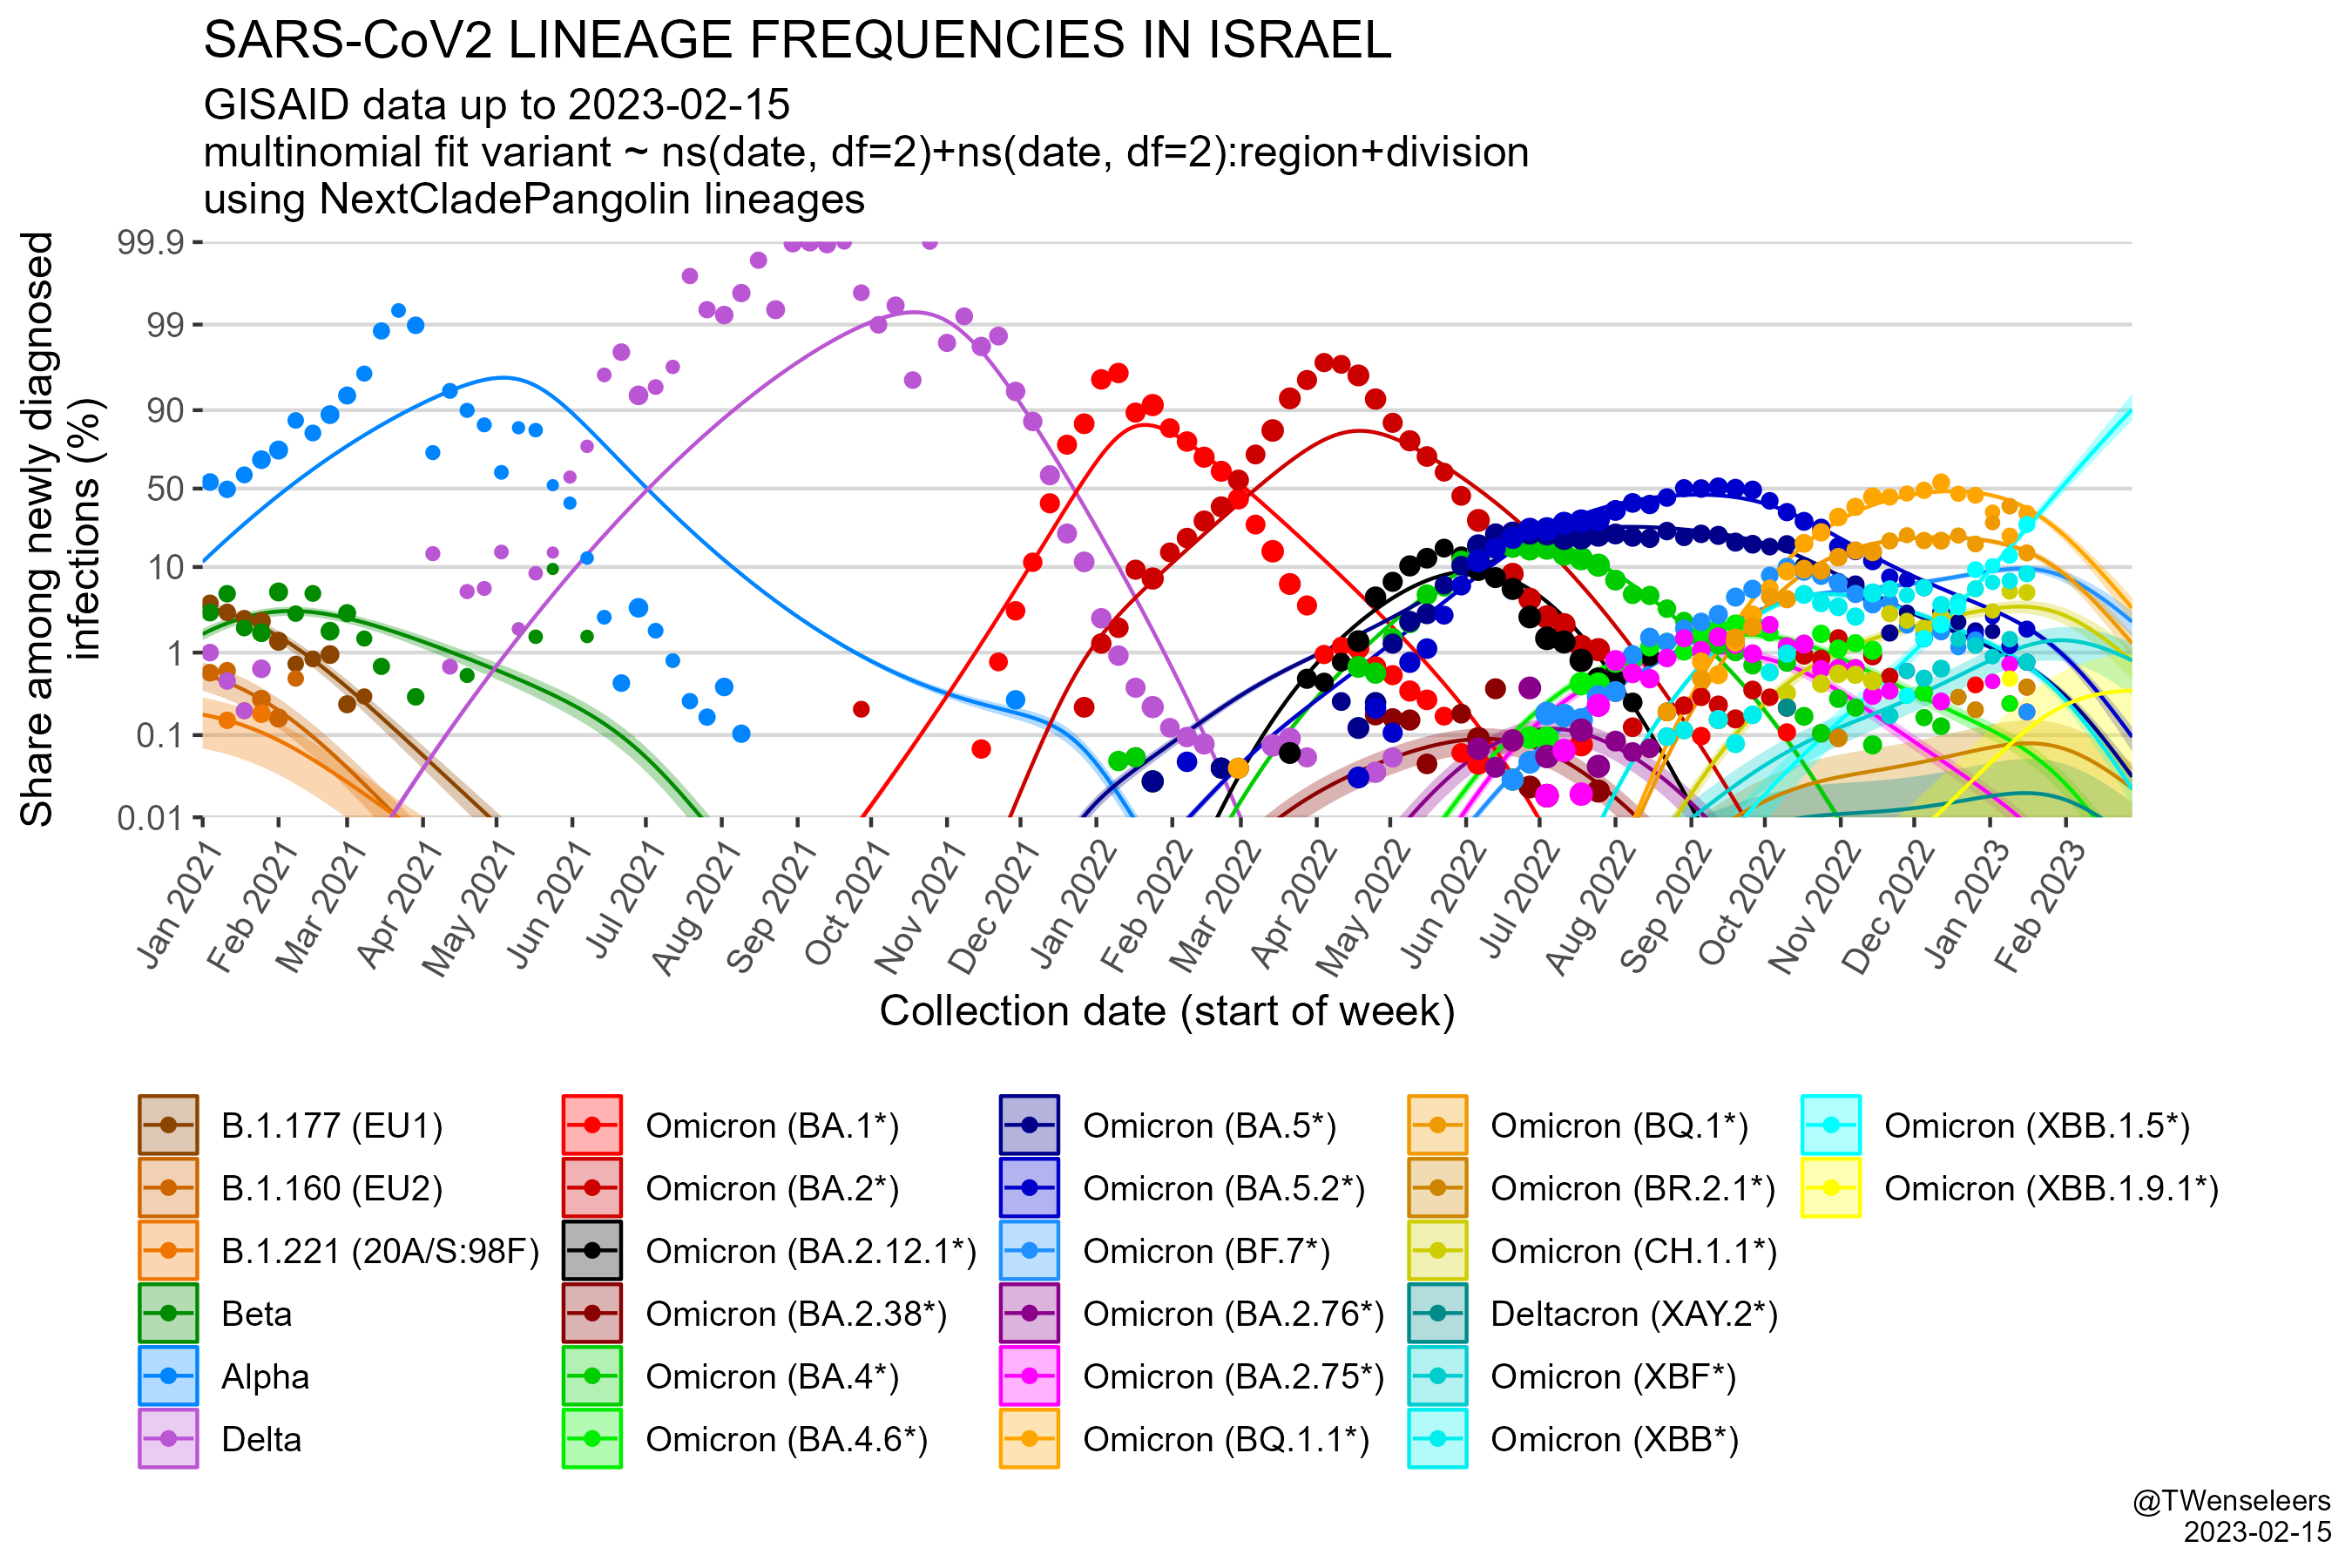 SARS-CoV2 LINEAGE FREQUENCIES IN ISRAEL
GISAID data up to 2023-02-15
multinomial fit variant ~ ns(date, df=2)+ns(date, df=2):region+division
using NextCladePangolin lineages
Share among newly diagnosed
infections (%)
99.9
99
90
50
10
1
0.1
0.01
Jan 2021
Feb 2021
Mar 2021
Apr 2021
May 2021
Jun 2021
Jul 2021
Aug 2021
Sep 2021
Oct 2021
Nov 2021
Dec 2021
Jan 2022
Feb 2022
Mar 2022
Apr 2022
May 2022
Jun 2022
Jul 2022
Aug 2022
Sep 2022
Oct 2022
Nov 2022
Dec 2022
Jan 2023
Feb 2023
Collection date (start of week)
B.1.177 (EU1)
B.1.160 (EU2)
B.1.221 (20A/S:98F)
Beta
Alpha
Delta
Omicron (BA.1*)
Omicron (BA.2*)
Omicron (BA.2.12.1*)
Omicron (BA.2.38*)
Omicron (BA.4*)
Omicron (BA.4.6*)
Omicron (BA.5*)
Omicron (BA.5.2*)
Omicron (BF.7*)
Omicron (BA.2.76*)
Omicron (BA.2.75*)
Omicron (BQ.1.1*)
Omicron (BQ.1*)
Omicron (BR.2.1*)
Omicron (CH.1.1*)
Deltacron (XAY.2*)
Omicron (XBF*)
Omicron (XBB*)
Omicron (XBB.1.5*)
Omicron (XBB.1.9.1*)
@TWenseleers
2023-02-15